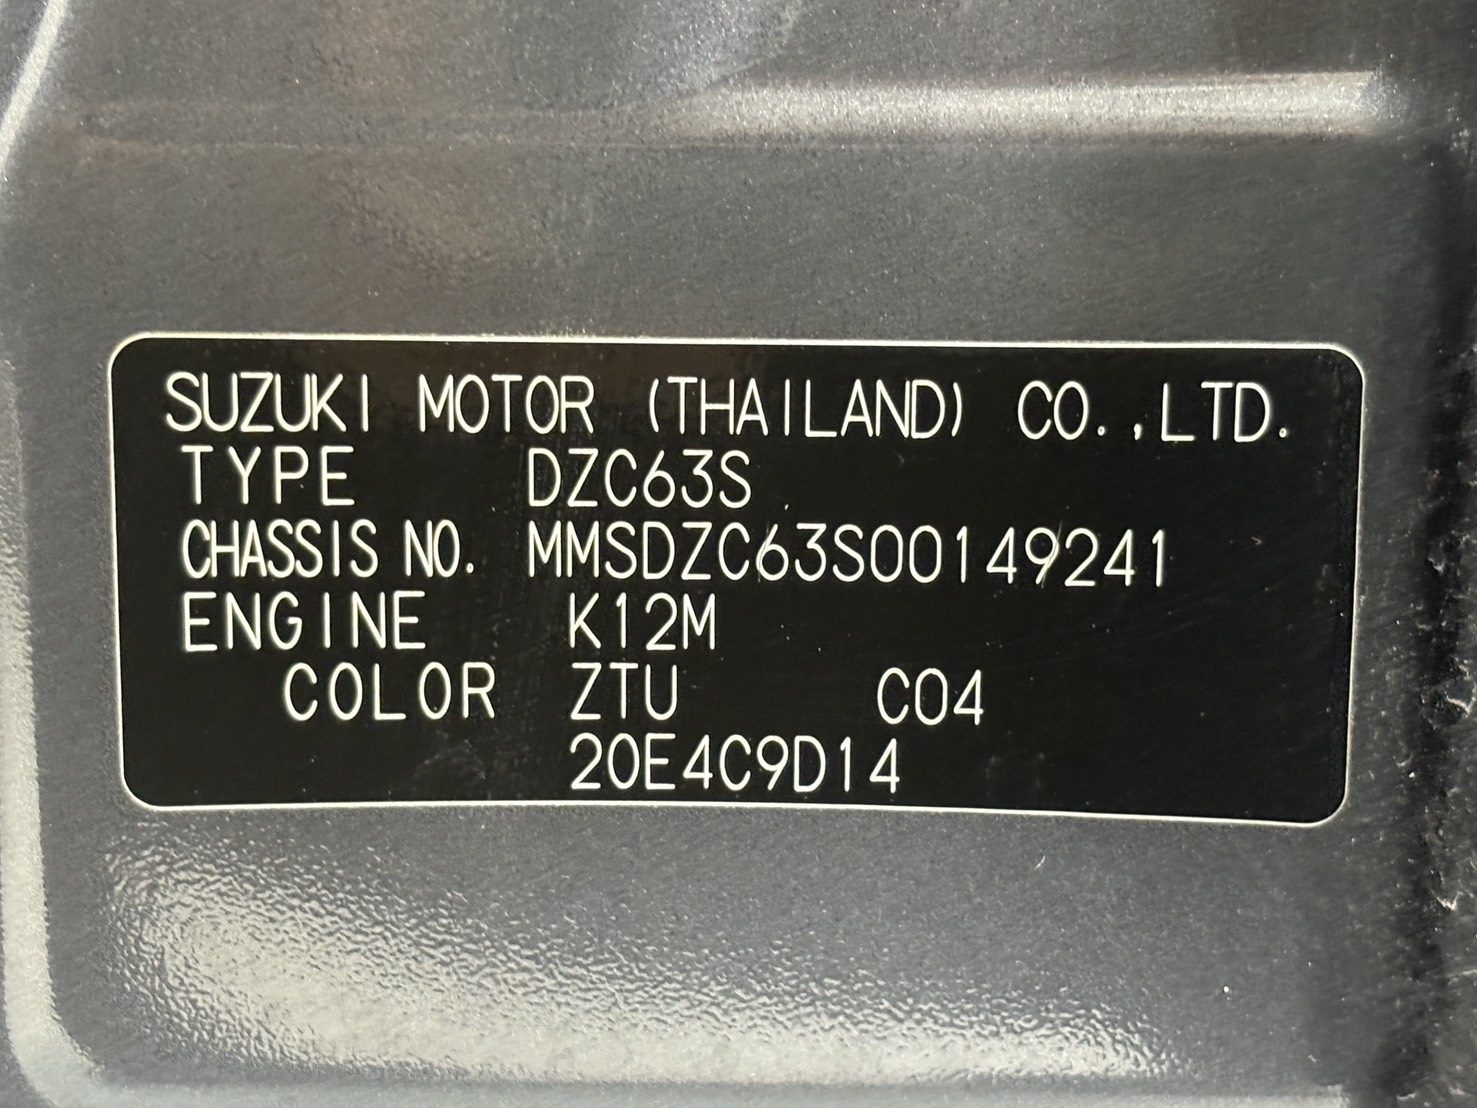 SUZUKI MOTOR (THAILAND) CO.,LTD.
TYPE DZC63S
CHASSIS NO. MMSDZC63S00149241
ENGINE K12M
COLOR ZTU C04
20E4C9D14